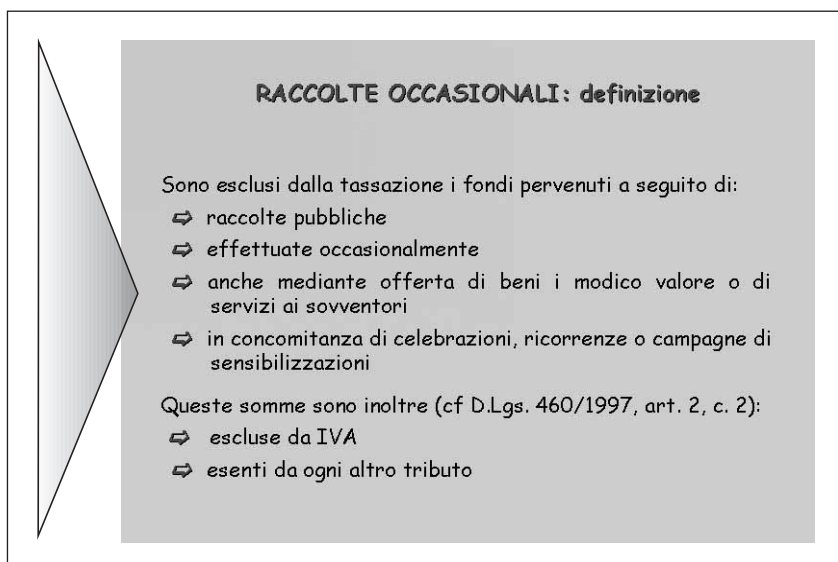 RACCOLTE OCCASIONALI: definizione
Sono esclusi dalla tassazione i fondi pervenuti a seguito di:
⇨ raccolte pubbliche
⇨ effettuate occasionalmente
⇨ anche mediante offerta di beni i modico valore o di
servizi ai sovventori
⇨ in concomitanza di celebrazioni, ricorrenze o campagne di
sensibilizzazioni
Queste somme sono inoltre (cf D.Lgs. 460/1997, art. 2, c. 2):
⇨ escluse da IVA
⇨ esenti da ogni altro tributo